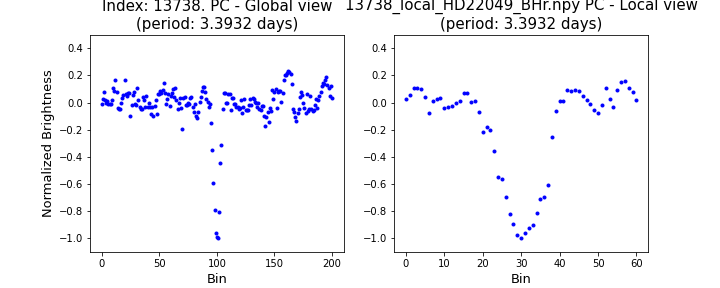 Index: 13738. PC - Global view
(period: 3.3932 days)
13738_local_HD22049_BHr.npy PC - Local view
(period: 3.3932 days)
Normalized Brightness
0.4
0.2
0.0
−0.2
−0.4
−0.6
−0.8
−1.0
0 50 100 150 200
Bin
0.4
0.2
0.0
−0.2
−0.4
−0.6
−0.8
−1.0
0 10 20 30 40 50 60
Bin